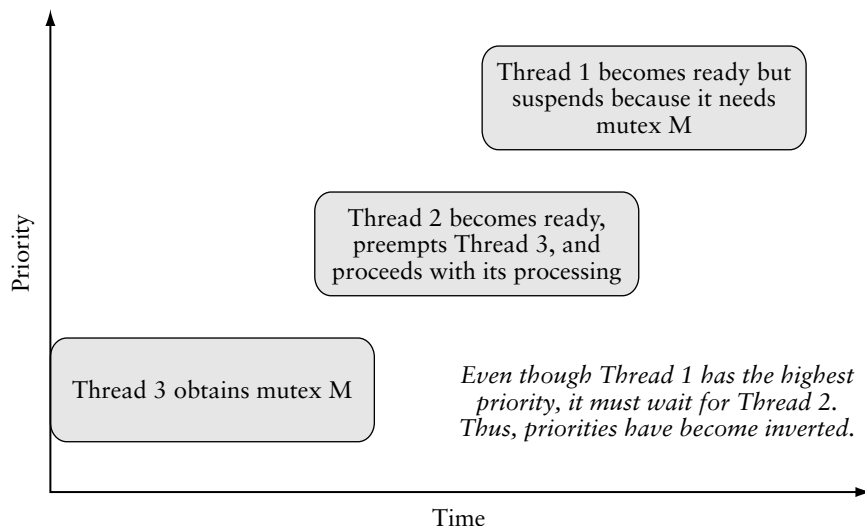 Thread 1 becomes ready but
suspends because it needs
mutex M
Thread 2 becomes ready,
preempts Thread 3, and
proceeds with its processing
Priority
Thread 3 obtains mutex M
Even though Thread 1 has the highest
priority, it must wait for Thread 2.
Thus, priorities have become inverted.
Time